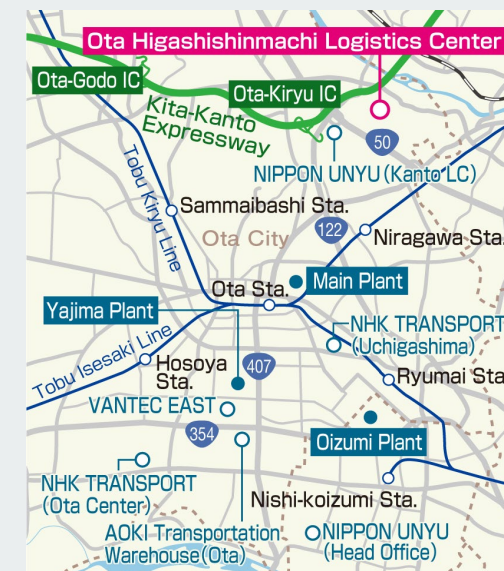 Ota Higashishinmachi Logistics Center
Ota-Godo IC
Ota-Kiryu IC
Kita-Kanto
Expressway
50
NIPPON UNYU (Kanto LC)
Tobu Kiryu Line
Sammaibashi Sta.
122
Ota City
Niragawa Sta.
Ota Sta.
Main Plant
Yajima Plant
NHK TRANSPORT
(Uchigashima)
Tobu Isesaki Line
Hosoya
Sta.
407
Ryumai Sta
VANTEC EAST
354
Oizumi Plant
NHK TRANSPORT
(Ota Center)
Nishi-koizumi Sta.
AOKI Transportation
Warehouse(Ota)
NIPPON UNYU
(Head Office)